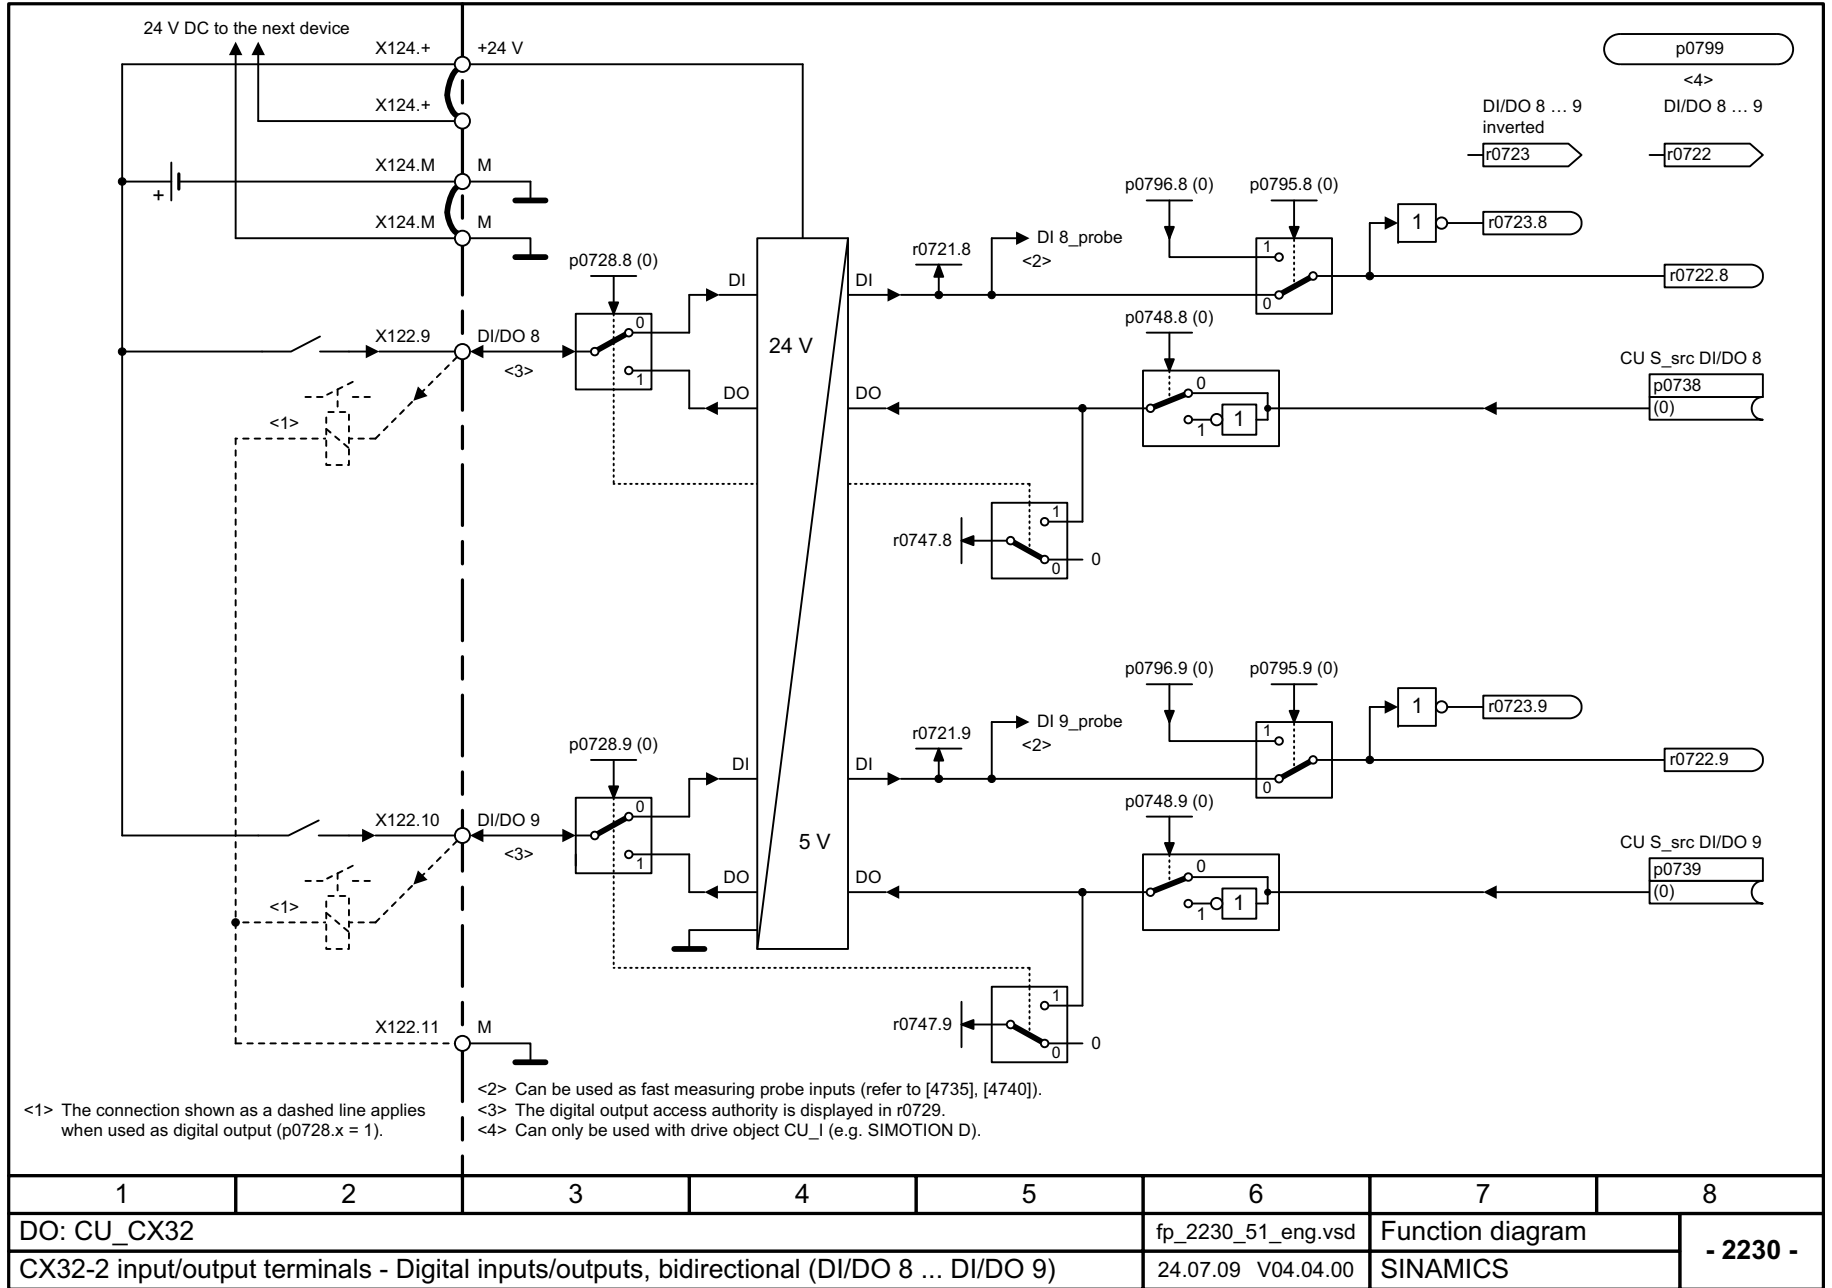 24 V DC to the next device
X124.+
+24 V
X124.+
X124.M
M
X124.M
M
+
p0799
<4>
DI/DO 8 … 9
inverted
r0723
DI/DO 8 … 9
r0722
p0728.8 (0)
0
1
X122.9
DI/DO 8
<3>
<1>
DI
DI
DO
DO
24 V
5 V
r0721.8
DI 8_probe
<2>
p0796.8 (0)
p0795.8 (0)
1
0
1
r0723.8
r0722.8
p0748.8 (0)
0
1
1
CU S_src DI/DO 8
p0738
(0)
r0747.8
1
0
0
p0728.9 (0)
0
1
X122.10
DI/DO 9
<3>
<1>
DI
DI
DO
DO
r0721.9
DI 9_probe
<2>
p0796.9 (0)
p0795.9 (0)
1
0
1
r0723.9
r0722.9
p0748.9 (0)
0
1
1
CU S_src DI/DO 9
p0739
(0)
r0747.9
1
0
0
X122.11
M
<1> The connection shown as a dashed line applies
when used as digital output (p0728.x = 1).
<2> Can be used as fast measuring probe inputs (refer to [4735], [4740]).
<3> The digital output access authority is displayed in r0729.
<4> Can only be used with drive object CU_I (e.g. SIMOTION D).
1 2 3 4 5 6 7 8
DO: CU_CX32
fp_2230_51_eng.vsd
Function diagram
- 2230 -
CX32-2 input/output terminals - Digital inputs/outputs, bidirectional (DI/DO 8 ... DI/DO 9)
24.07.09 V04.04.00
SINAMICS